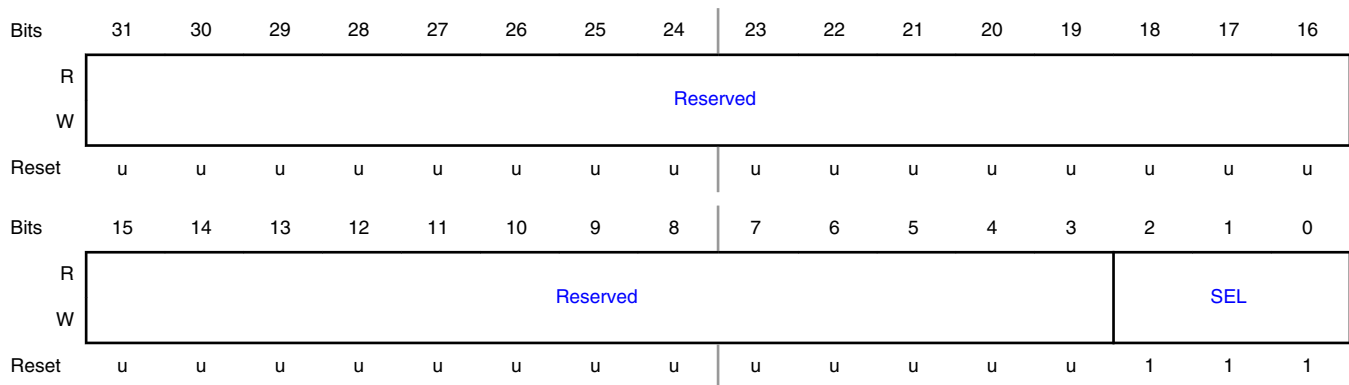 Bits 31 30 29 28 27 26 25 24 23 22 21 20 19 18 17 16
R
Reserved
W
Reset u u u u u u u u u u u u u u u u
Bits 15 14 13 12 11 10 9 8 7 6 5 4 3 2 1 0
R
Reserved SEL
W
Reset u u u u u u u u u u u u u 1 1 1